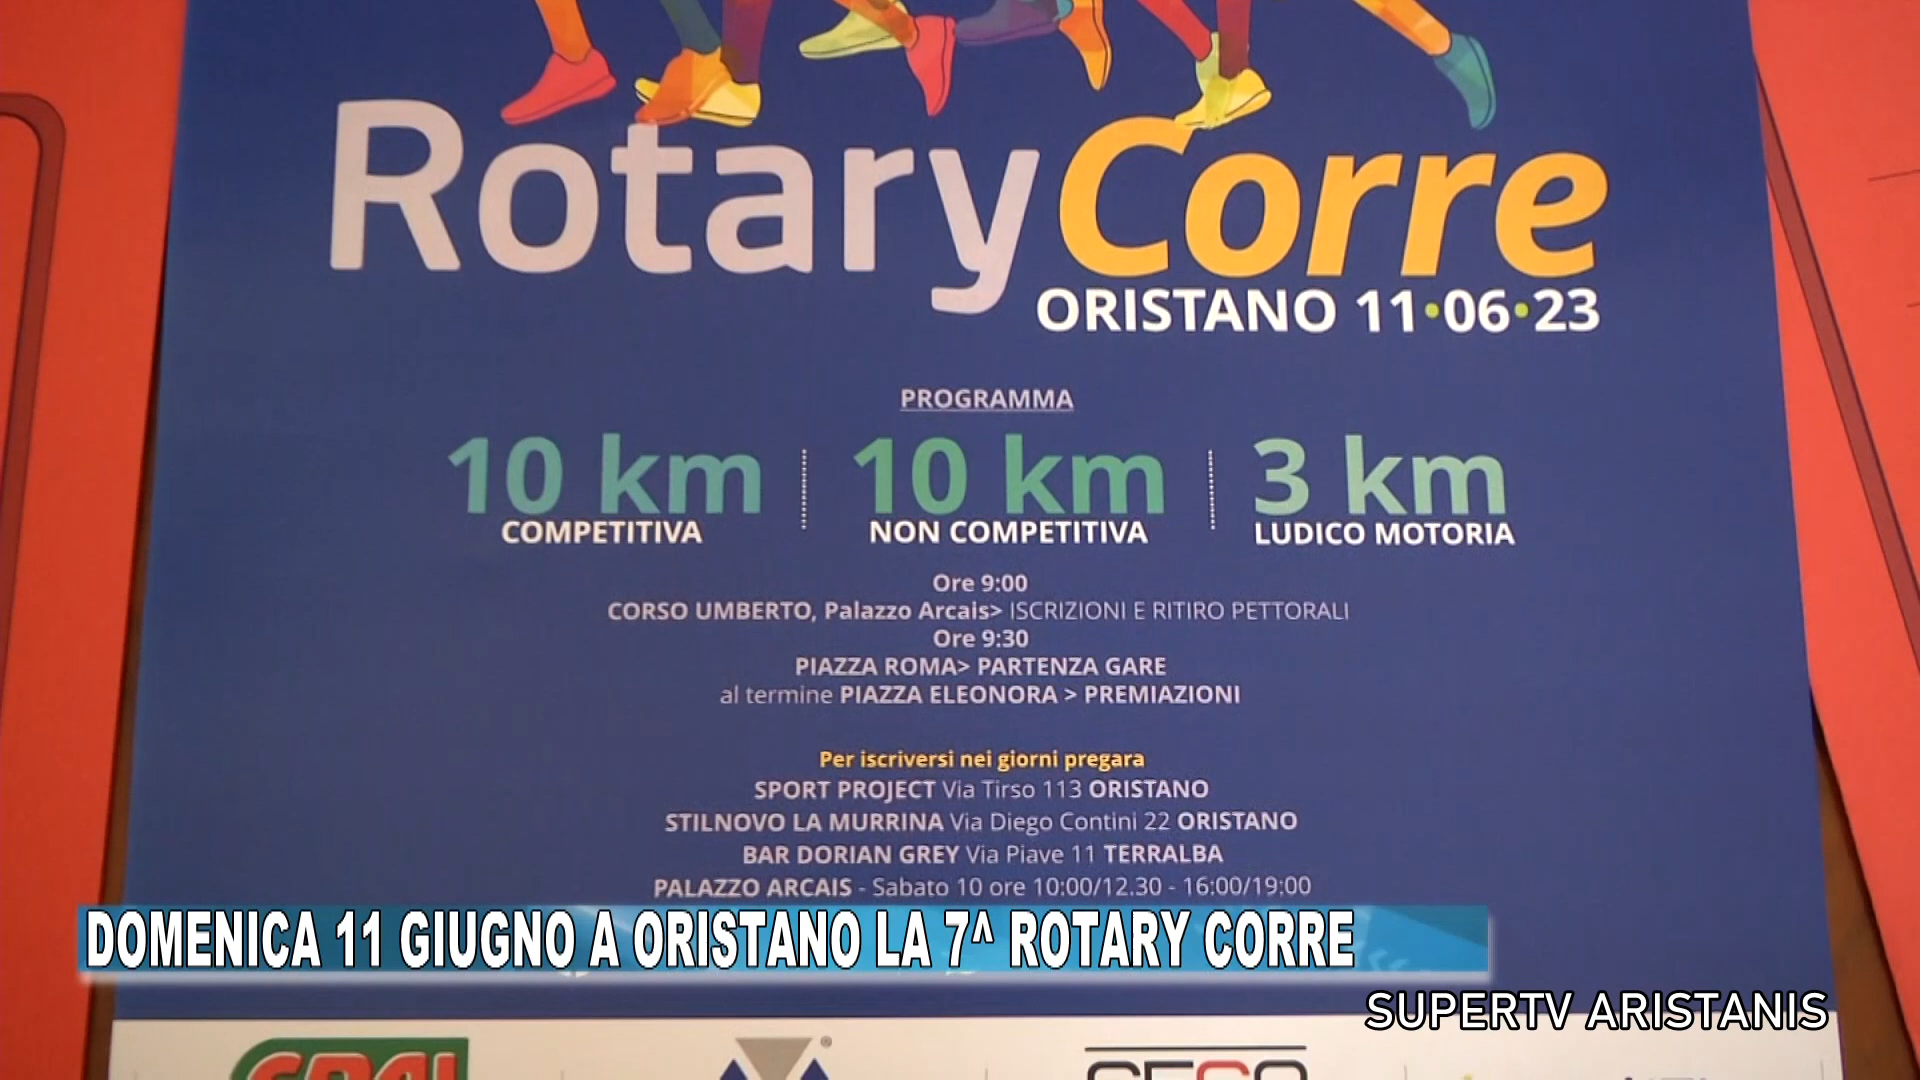 RotaryCorre
ORISTANO 11•06•23
PROGRAMMA
10 km
COMPETITIVA
10 km
NON COMPETITIVA
3 km
LUDICO MOTORIA
Ore 9:00
CORSO UMBERTO, Palazzo Arcais> ISCRIZIONI E RITIRO PETTORALI
Ore 9:30
PIAZZA ROMA> PARTENZA GARE
al termine PIAZZA ELEONORA > PREMIAZIONI
Per iscriversi nei giorni pregara
SPORT PROJECT Via Tirso 113 ORISTANO
STILNOVO LA MURRINA Via Diego Contini 22 ORISTANO
BAR DORIAN GREY Via Piave 11 TERRALBA
PALAZZO ARCAIS - Sabato 10 ore 10:00/12.30 - 16:00/19:00
DOMENICA 11 GIUGNO A ORISTANO LA 7^ ROTARY CORRE
SUPERTV ARISTANIS